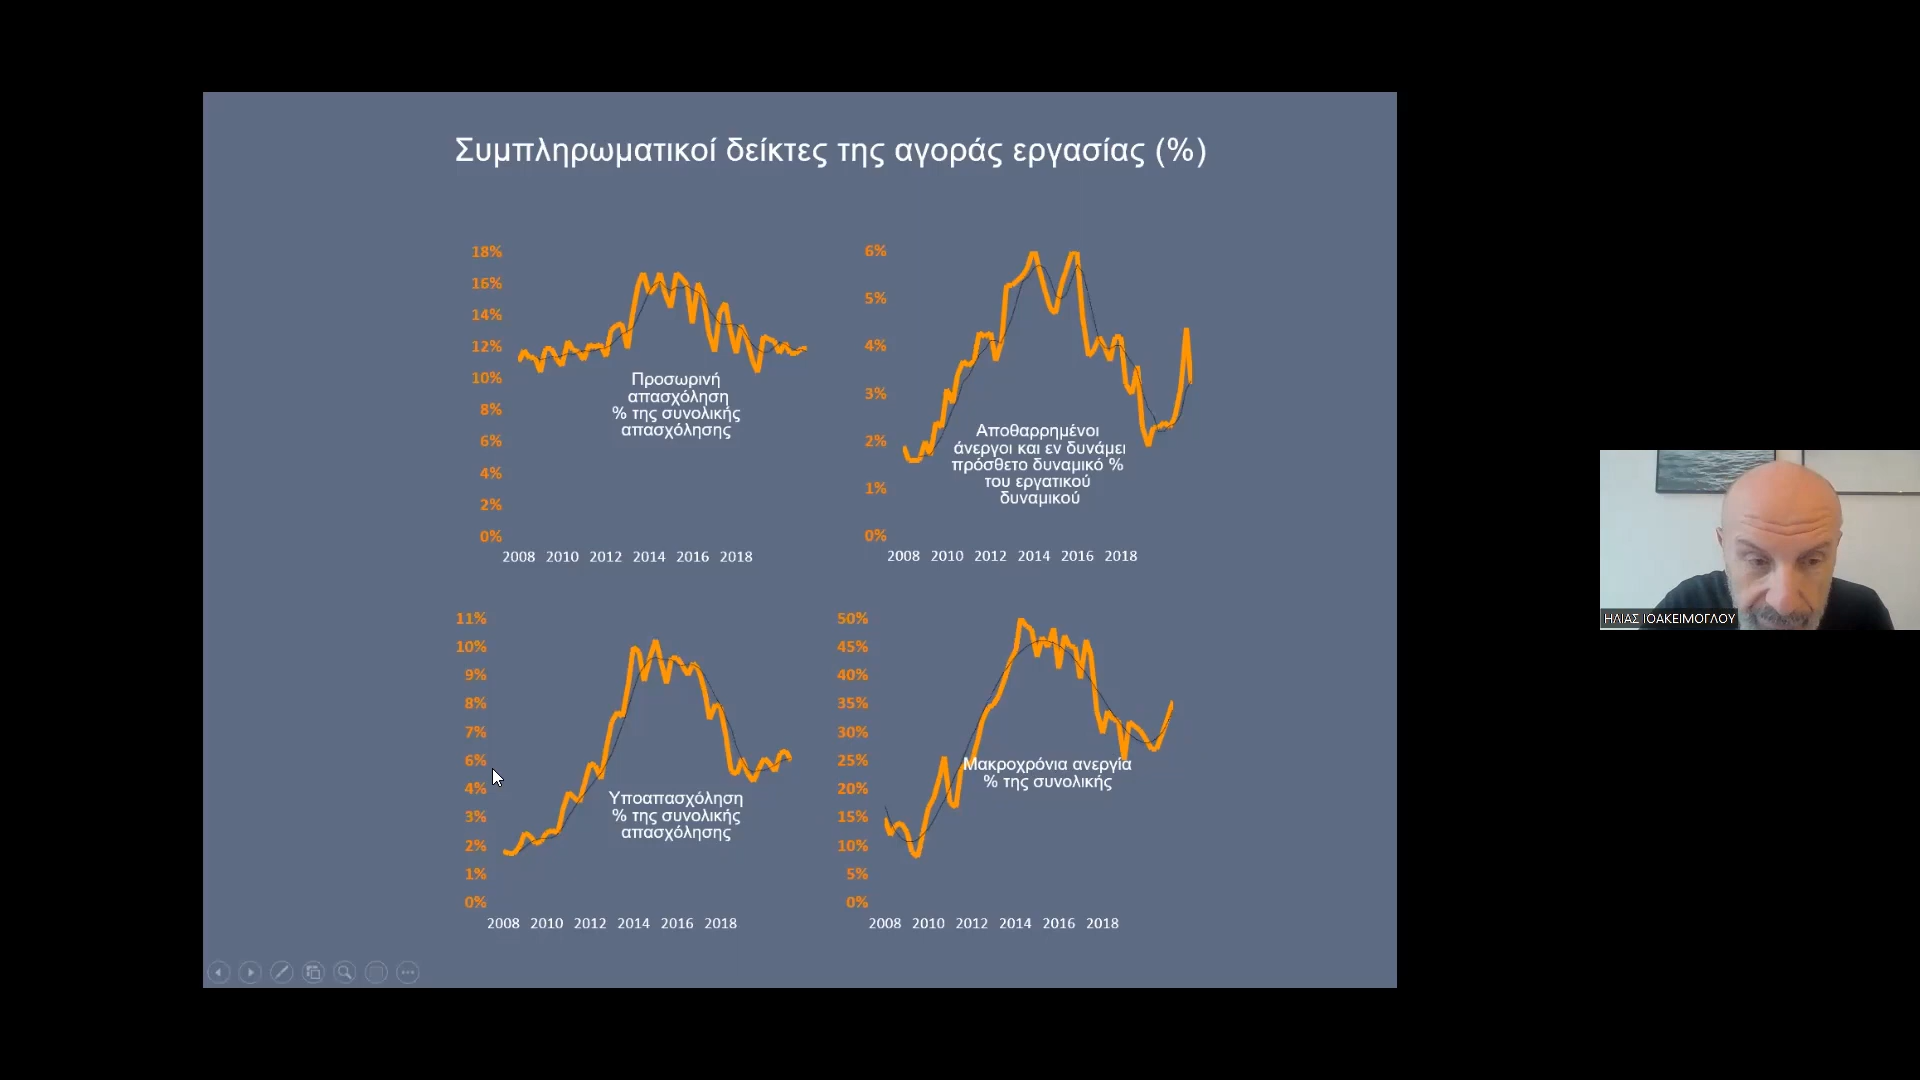 Συμπληρωματικοί δείκτες της αγοράς εργασίας (%)
18%
16%
14%
12%
10%
8%
6%
4%
2%
0%
2008 2010 2012 2014 2016 2018
Προσωρινή
απασχόληση
% της συνολικής
απασχόλησης
6%
5%
4%
3%
2%
1%
0%
2008 2010 2012 2014 2016 2018
Αποθαρρημένοι
άνεργοι και εν δυνάμει
πρόσθετο δυναμικό %
του εργατικού
δυναμικού
11%
10%
9%
8%
7%
6%
4%
3%
2%
1%
0%
2008 2010 2012 2014 2016 2018
Υποαπασχόληση
% της συνολικής
απασχόλησης
50%
45%
40%
35%
30%
25%
20%
15%
10%
5%
0%
2008 2010 2012 2014 2016 2018
Μακροχρόνια ανεργία
% της συνολικής
ΗΛΙΑΣ ΙΟΑΚΕΙΜΟΓΛΟΥ